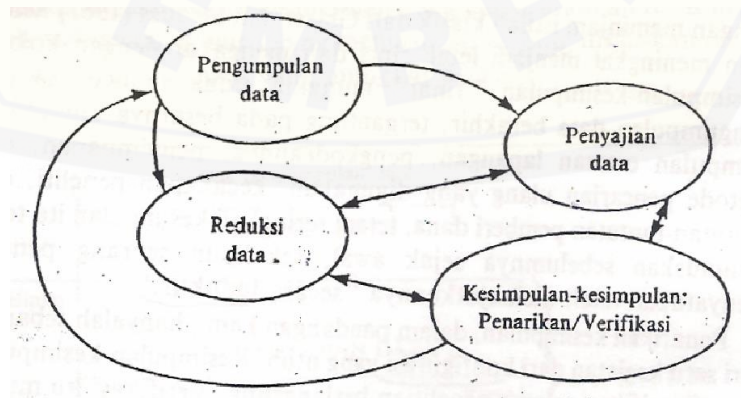 Pengumpulan
data
Penyajian
data
Reduksi
data
Kesimpulan-kesimpulan:
Penarikan/Verifikasi